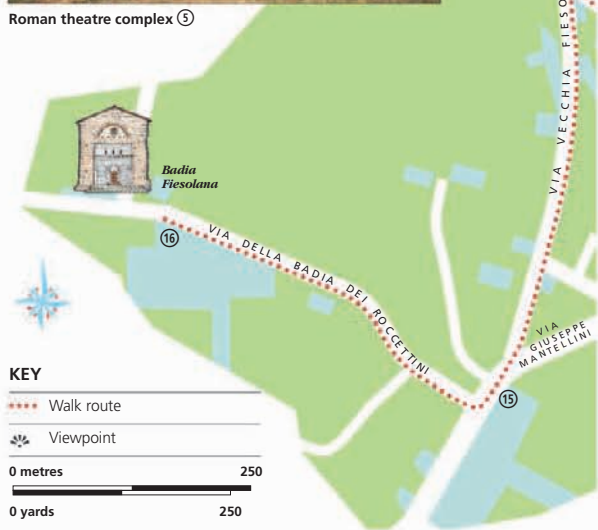 Roman theatre complex ⑤
VIA VECCHIA FIESO
Badia
Fiesolana
⑯
VIA DELLA BADIA DEI ROCCETTINI
VIA
GIUSEPPE
MANTELLINI
⑮
KEY
Walk route
Viewpoint
0 metres 250
0 yards 250